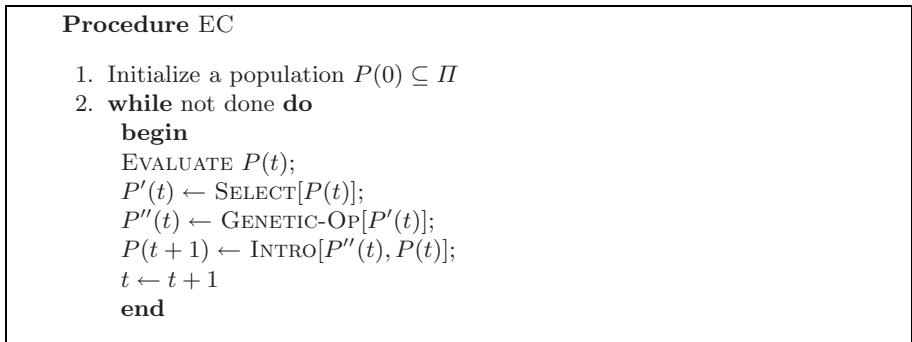 Procedure EC
1. Initialize a population P(0) ⊆ Π
2. while not done do
begin
EVALUATE P(t);
P′(t) ← SELECT[P(t)];
P′′(t) ← GENETIC-OP[P′(t)];
P(t + 1) ← INTRO[P′′(t), P(t)];
t ← t + 1
end